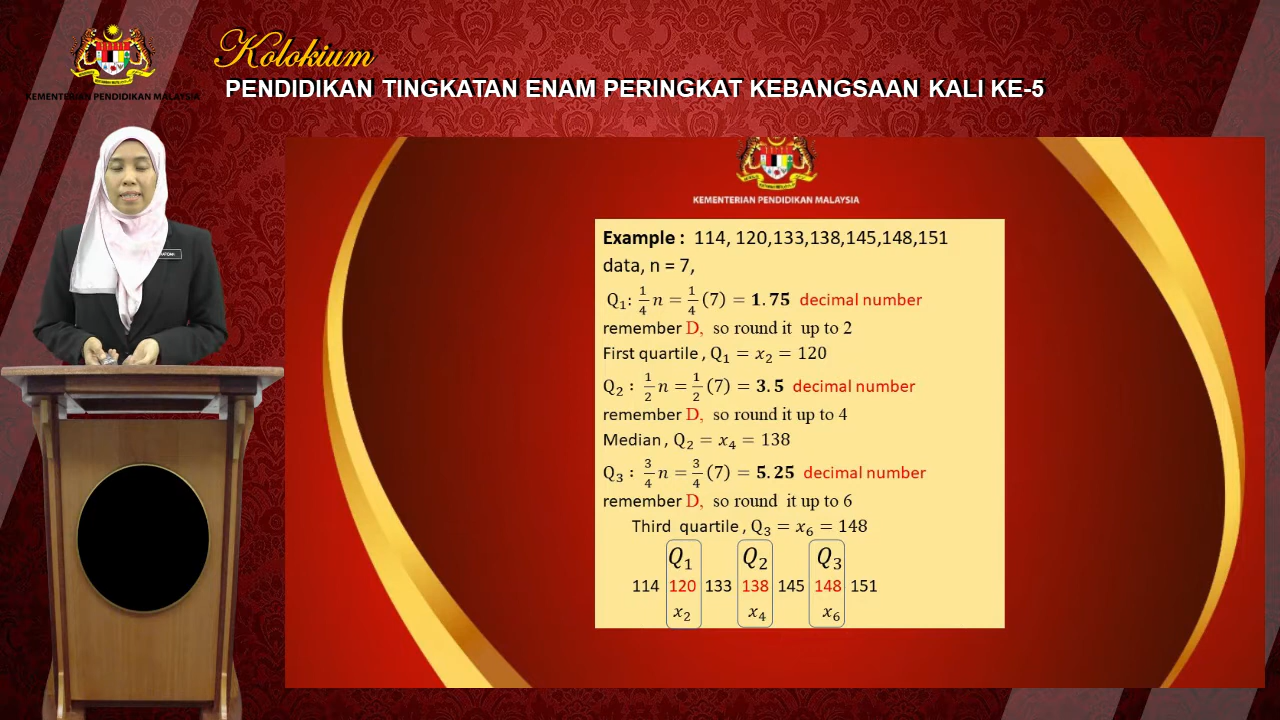 Kolokium
PENDIDIKAN TINGKATAN ENAM PERINGKAT KEBANGSAAN KALI KE-5
KEMENTERIAN PENDIDIKAN MALAYSIA
KEMENTERIAN PENDIDIKAN MALAYSIA
Example : 114, 120,133,138,145,148,151
data, n = 7,
Q₁: 1/4 n = 1/4 (7) = 1.75 decimal number
remember D, so round it up to 2
First quartile , Q₁ = x₂ = 120
Q₂ : 1/2 n = 1/2 (7) = 3.5 decimal number
remember D, so round it up to 4
Median , Q₂ = x₄ = 138
Q₃ : 3/4 n = 3/4 (7) = 5.25 decimal number
remember D, so round it up to 6
Third quartile , Q₃ = x₆ = 148
Q₁ Q₂ Q₃
114 120 133 138 145 148 151
x₂ x₄ x₆